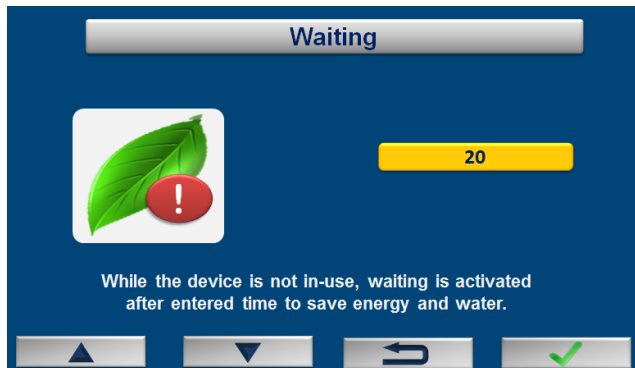 Waiting
20
While the device is not in-use, waiting is activated
after entered time to save energy and water.